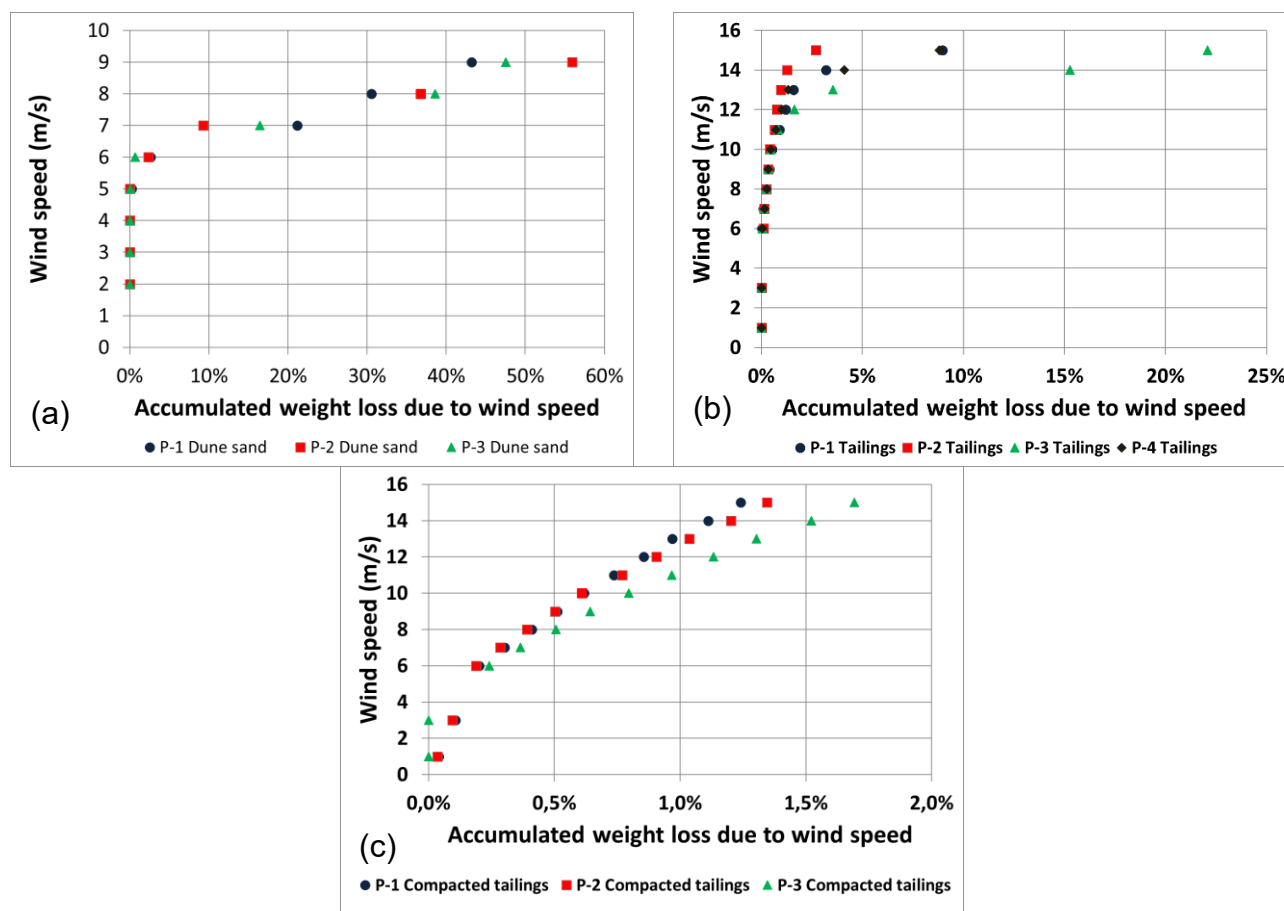 10
9
8
7
6
5
4
3
2
1
0
Wind speed (m/s)
0% 10% 20% 30% 40% 50% 60%
(a)
Accumulated weight loss due to wind speed
P-1 Dune sand P-2 Dune sand P-3 Dune sand
16
14
12
10
8
6
4
2
0
Wind speed (m/s)
0% 5% 10% 15% 20% 25%
(b)
Accumulated weight loss due to wind speed
P-1 Tailings P-2 Tailings P-3 Tailings P-4 Tailings
16
14
12
10
8
6
4
2
0
Wind speed (m/s)
0,0% 0,5% 1,0% 1,5% 2,0%
(c)
Accumulated weight loss due to wind speed
P-1 Compacted tailings P-2 Compacted tailings P-3 Compacted tailings